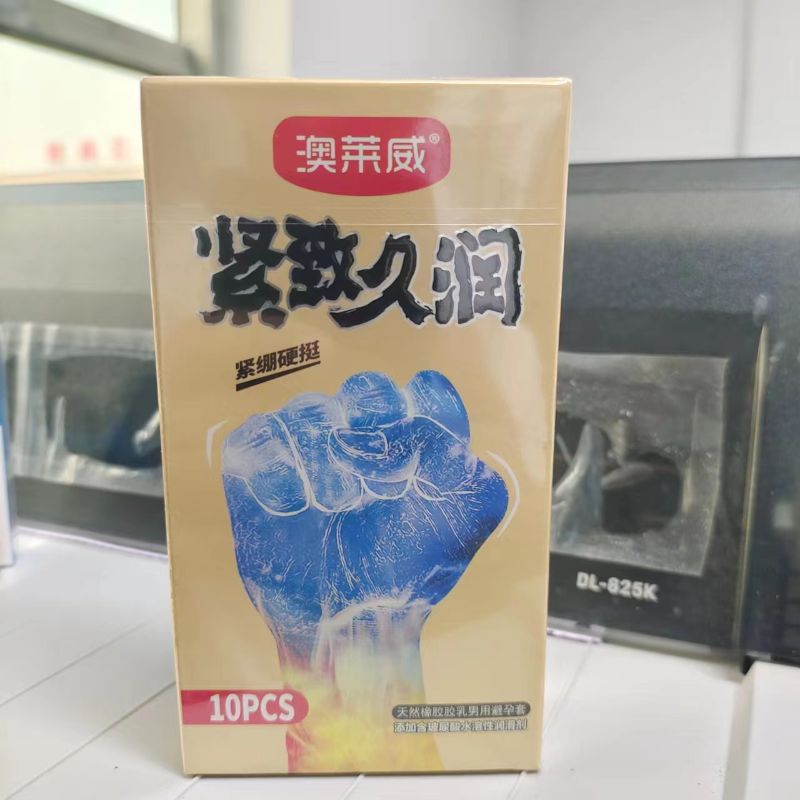 澳莱威®
紧致久润
紧绷硬挺
DL-625K
10PCS
天然橡胶胶乳男用避孕套
添加含玻尿酸水溶性润滑剂